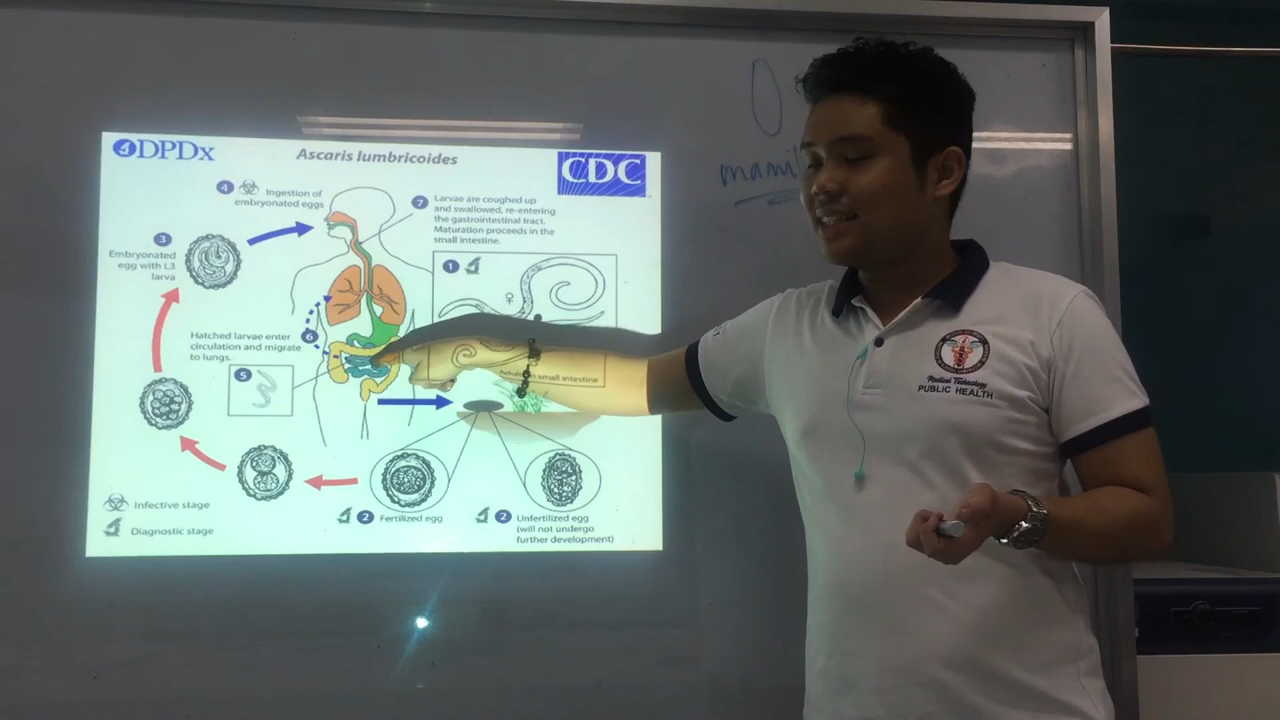 DPDx
Ascaris lumbricoides
CDC
4
Ingestion of
embryonated eggs
7
Larvae are coughed up
and swallowed, re-entering
the gastrointestinal tract.
Maturation proceeds in the
small intestine.
3
Embryonated
egg with L3
larva
1
♀
6
Hatched larvae enter
circulation and migrate
to lungs.
5
small intestine
2
Fertilized egg
2
Unfertilized egg
(will not undergo
further development)
Infective stage
Diagnostic stage
Medical Technology
PUBLIC HEALTH